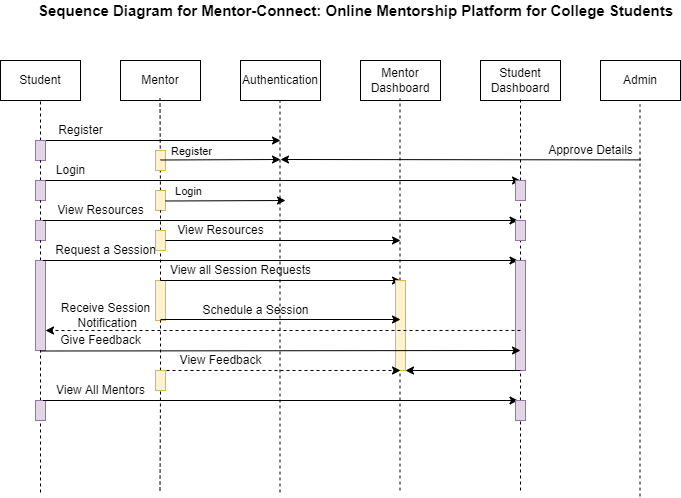 Sequence Diagram for Mentor-Connect: Online Mentorship Platform for College Students
Student
Mentor
Authentication
Mentor
Dashboard
Student
Dashboard
Admin
Register
Register
Approve Details
Login
Login
View Resources
View Resources
Request a Session
View all Session Requests
Receive Session
Notification
Schedule a Session
Give Feedback
View Feedback
View All Mentors